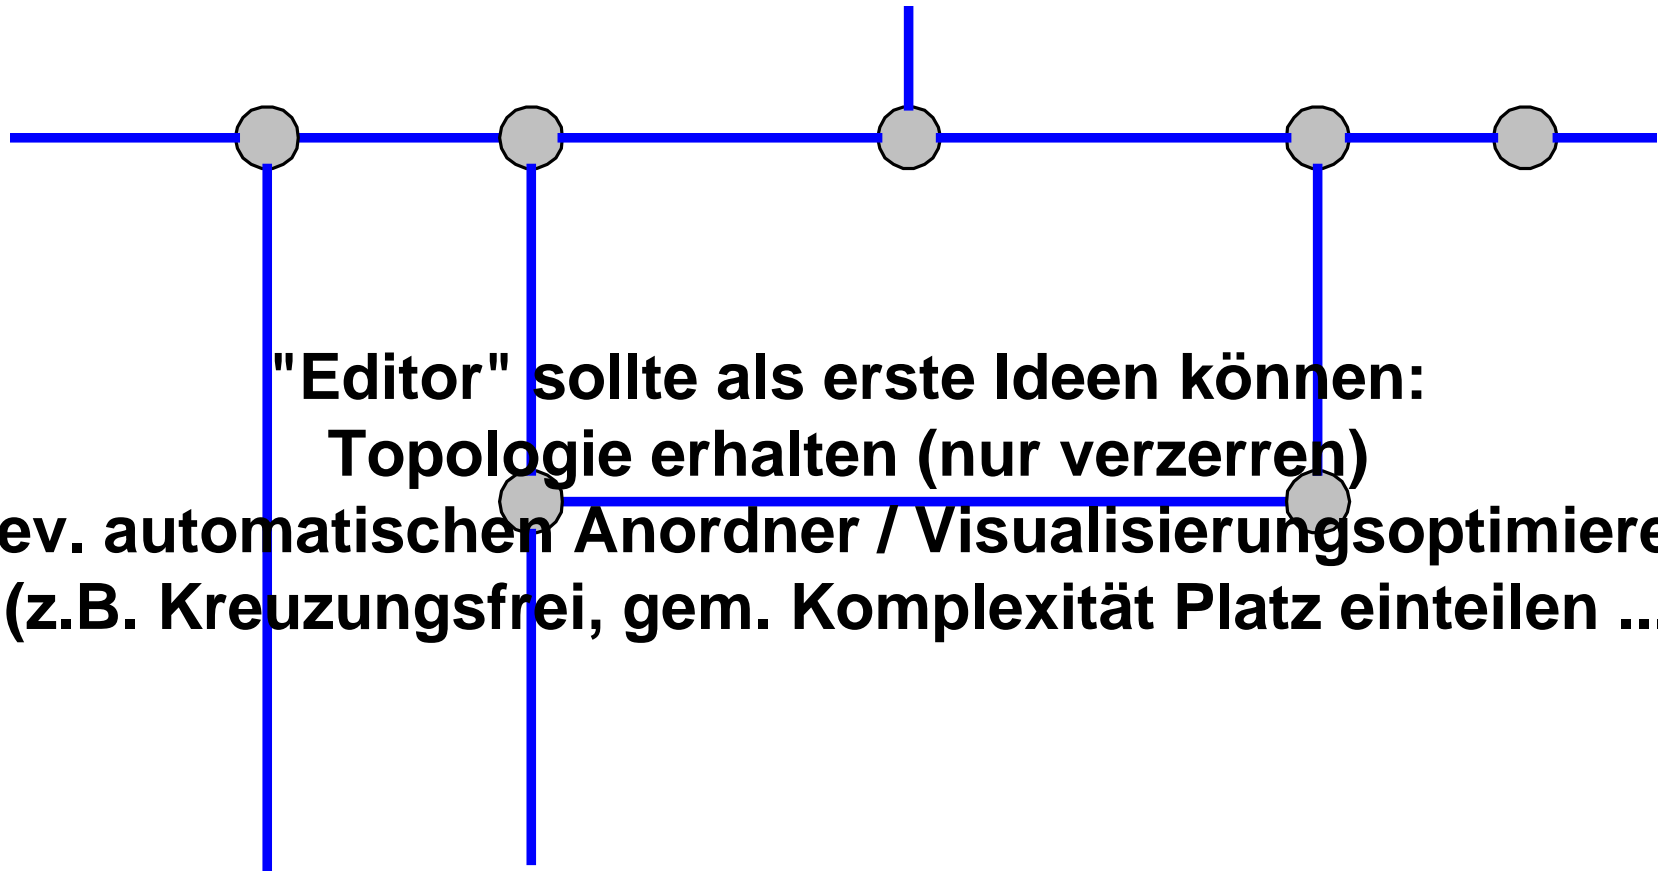 "Editor" sollte als erste Ideen können:
Topologie erhalten (nur verzerren)
ev. automatischen Anordner / Visualisierungsoptimiere
(z.B. Kreuzungsfrei, gem. Komplexität Platz einteilen ...